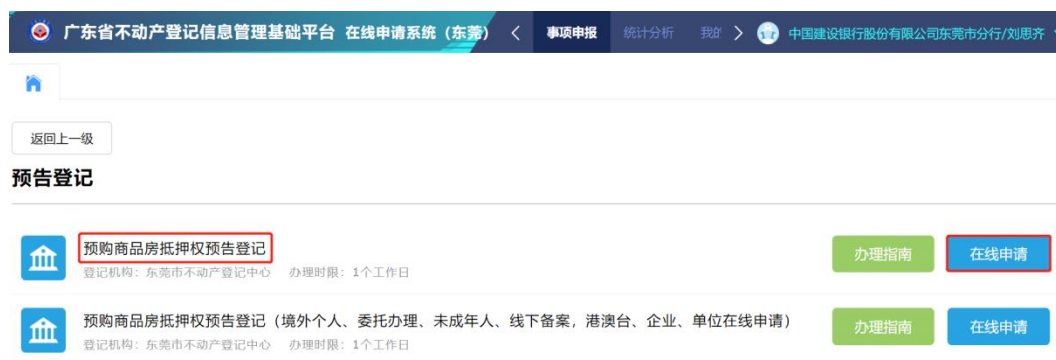 广东省不动产登记信息管理基础平台 在线申请系统（东莞） 事项申报 统计分析 我的 中国建设银行股份有限公司东莞市分行/刘思齐
返回上一级
预告登记
预购商品房抵押权预告登记 办理指南 在线申请
登记机构：东莞市不动产登记中心 办理时限：1个工作日
预购商品房抵押权预告登记（境外个人、委托办理、未成年人、线下备案，港澳台、企业、单位在线申请） 办理指南 在线申请
登记机构：东莞市不动产登记中心 办理时限：1个工作日